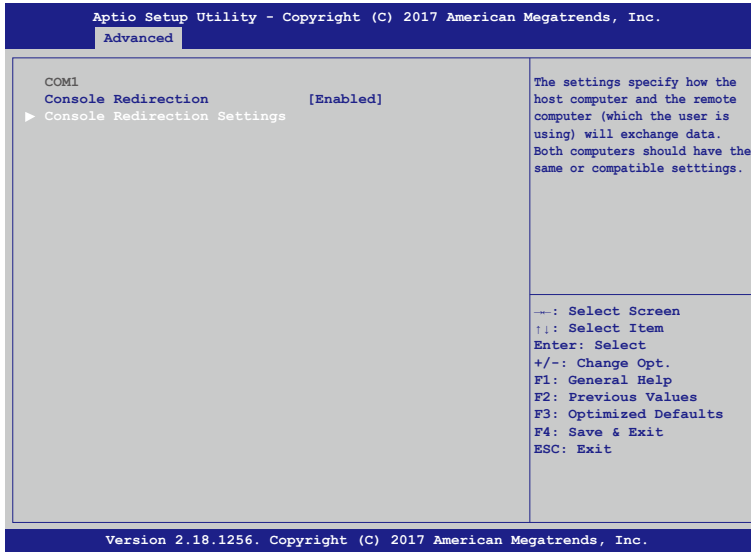 Aptio Setup Utility - Copyright (C) 2017 American Megatrends, Inc.
Advanced
COM1
Console Redirection [Enabled]
▶ Console Redirection Settings
The settings specify how the
host computer and the remote
computer (which the user is
using) will exchange data.
Both computers should have the
same or compatible setttings.
→←: Select Screen
↑↓: Select Item
Enter: Select
+/-: Change Opt.
F1: General Help
F2: Previous Values
F3: Optimized Defaults
F4: Save & Exit
ESC: Exit
Version 2.18.1256. Copyright (C) 2017 American Megatrends, Inc.